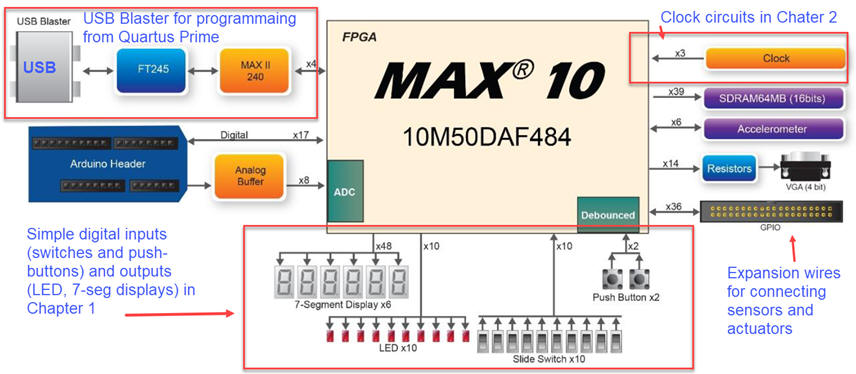 USB Blaster
USB Blaster for programmaing
from Quartus Prime
USB
FT245
MAX II
240
x4
FPGA
MAX® 10
10M50DAF484
Clock circuits in Chater 2
x3
Clock
x39
SDRAM64MB (16bits)
x6
Accelerometer
x14
Resistors
VGA (4 bit)
x36
GPIO
Digital
x17
Arduino Header
Analog
Buffer
x8
ADC
Debounced
Simple digital inputs
(switches and push-
buttons) and outputs
(LED, 7-seg displays) in
Chapter 1
x48
x10
x10
x2
7-Segment Display x6
Push Button x2
LED x10
Slide Switch x10
Expansion wires
for connecting
sensors and
actuators